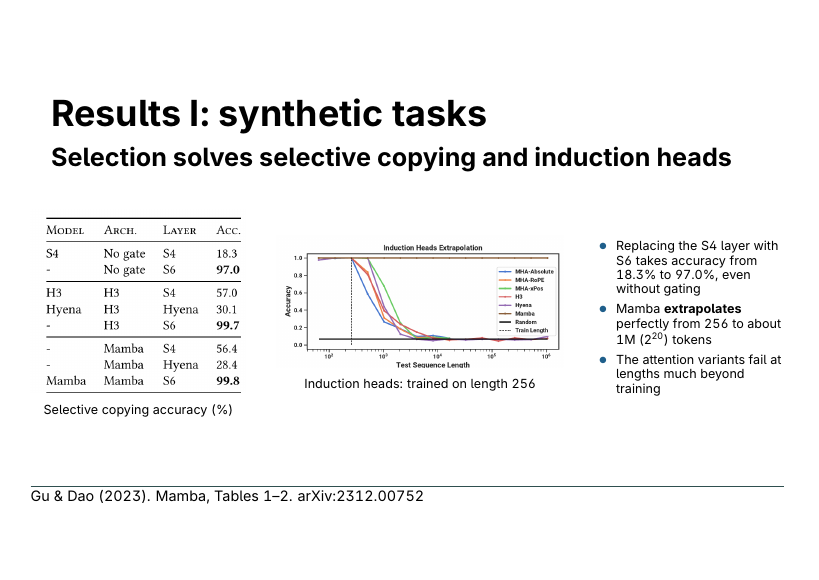 Results I: synthetic tasks
Selection solves selective copying and induction heads
Model Arch. Layer Acc.
S4 No gate S4 18.3
- No gate S6 97.0
H3 H3 S4 57.0
Hyena H3 Hyena 30.1
- H3 S6 99.7
- Mamba S4 56.4
- Mamba Hyena 28.4
Mamba Mamba S6 99.8
Selective copying accuracy (%)
Induction Heads Extrapolation
Accuracy
1.0
0.8
0.6
0.4
0.2
0.0
MHA-Absolute
MHA-RoPE
MHA-xPos
H3
Hyena
Mamba
Random
Train Length
10² 10³ 10⁴ 10⁵ 10⁶
Test Sequence Length
Induction heads: trained on length 256
● Replacing the S4 layer with
S6 takes accuracy from
18.3% to 97.0%, even
without gating
● Mamba extrapolates
perfectly from 256 to about
1M (2²⁰) tokens
● The attention variants fail at
lengths much beyond
training
Gu & Dao (2023). Mamba, Tables 1–2. arXiv:2312.00752